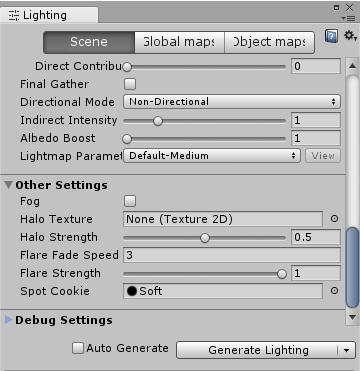 Lighting
Scene Global maps Object maps
Direct Contribu 0
Final Gather
Directional Mode Non-Directional
Indirect Intensity 1
Albedo Boost 1
Lightmap Paramet Default-Medium View
Other Settings
Fog
Halo Texture None (Texture 2D)
Halo Strength 0.5
Flare Fade Speed 3
Flare Strength 1
Spot Cookie Soft
Debug Settings
Auto Generate Generate Lighting